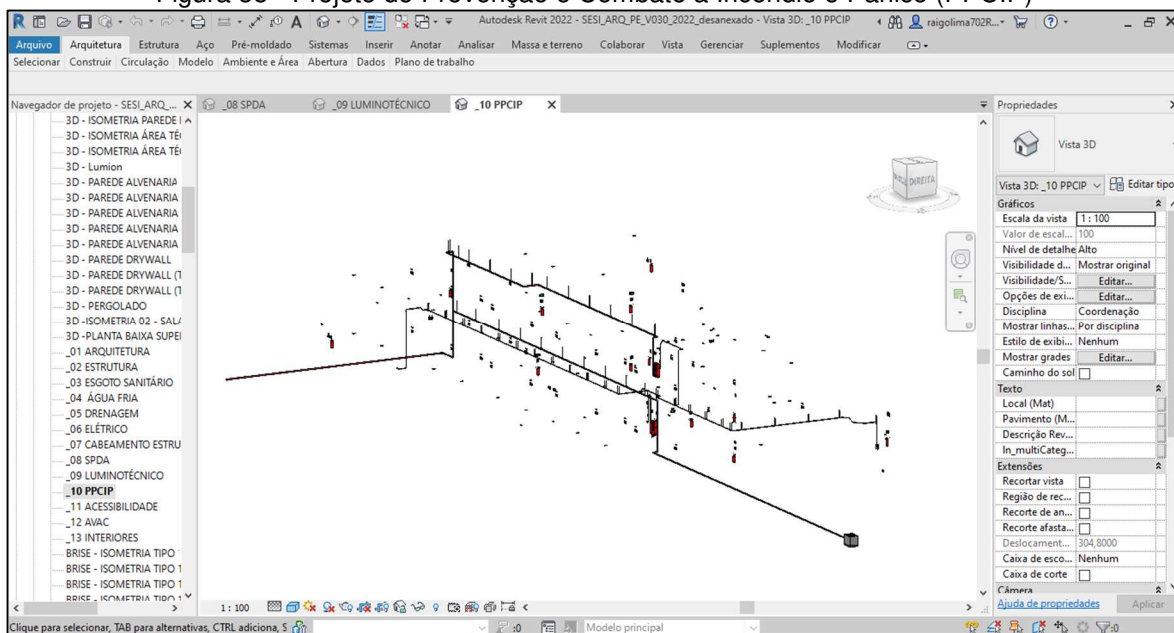 Autodesk Revit 2022 - SESI_ARQ_PE_V030_2022_desanexado - Vista 3D: _10 PPCIP
raigolima702R...
Arquivo Arquitetura Estrutura Aço Pré-moldado Sistemas Inserir Anotar Analisar Massa e terreno Colaborar Vista Gerenciar Suplementos Modificar
Selecionar Construir Circulação Modelo Ambiente e Área Abertura Dados Plano de trabalho
Navegador de projeto - SESI_ARQ_...
3D - ISOMETRIA PAREDE
3D - ISOMETRIA ÁREA TÉ
3D - ISOMETRIA ÁREA TÉ
3D - Lumion
3D - PAREDE ALVENARIA
3D - PAREDE ALVENARIA
3D - PAREDE ALVENARIA
3D - PAREDE ALVENARIA
3D - PAREDE ALVENARIA
3D - PAREDE DRYWALL
3D - PAREDE DRYWALL (T
3D - PAREDE DRYWALL (T
3D - PERGOLADO
3D -ISOMETRIA 02 - SALA
3D -PLANTA BAIXA SUPE
_01 ARQUITETURA
_02 ESTRUTURA
_03 ESGOTO SANITÁRIO
_04 ÁGUA FRIA
_05 DRENAGEM
_06 ELÉTRICO
_07 CABEAMENTO ESTRU
_08 SPDA
_09 LUMINOTÉCNICO
_10 PPCIP
_11 ACESSIBILIDADE
_12 AVAC
_13 INTERIORES
BRISE - ISOMETRIA TIPO
BRISE - ISOMETRIA TIPO 1
BRISE - ISOMETRIA TIPO 1
BRISE - ISOMETRIA TIPO 1
_08 SPDA _09 LUMINOTÉCNICO _10 PPCIP X
DIREITA
1 : 100
Propriedades
Vista 3D
Vista 3D: _10 PPCIP Editar tipo
Gráficos
Escala da vista 1 : 100
Valor de escal... 100
Nível de detalhe Alto
Visibilidade d... Mostrar original
Visibilidade/S... Editar...
Opções de exi... Editar...
Disciplina Coordenação
Mostrar linhas... Por disciplina
Estilo de exibi... Nenhum
Mostrar grades Editar...
Caminho do sol
Texto
Local (Mat)
Pavimento (M...
Descrição Rev...
In_multiCateg...
Extensões
Recortar vista
Região de rec...
Recorte de an...
Recorte afasta...
Deslocament... 304,8000
Caixa de esco... Nenhum
Caixa de corte
Câmera
Ajuda de propriedades Aplicar
Clique para selecionar, TAB para alternativas, CTRL adiciona, S
:0 Modelo principal :0